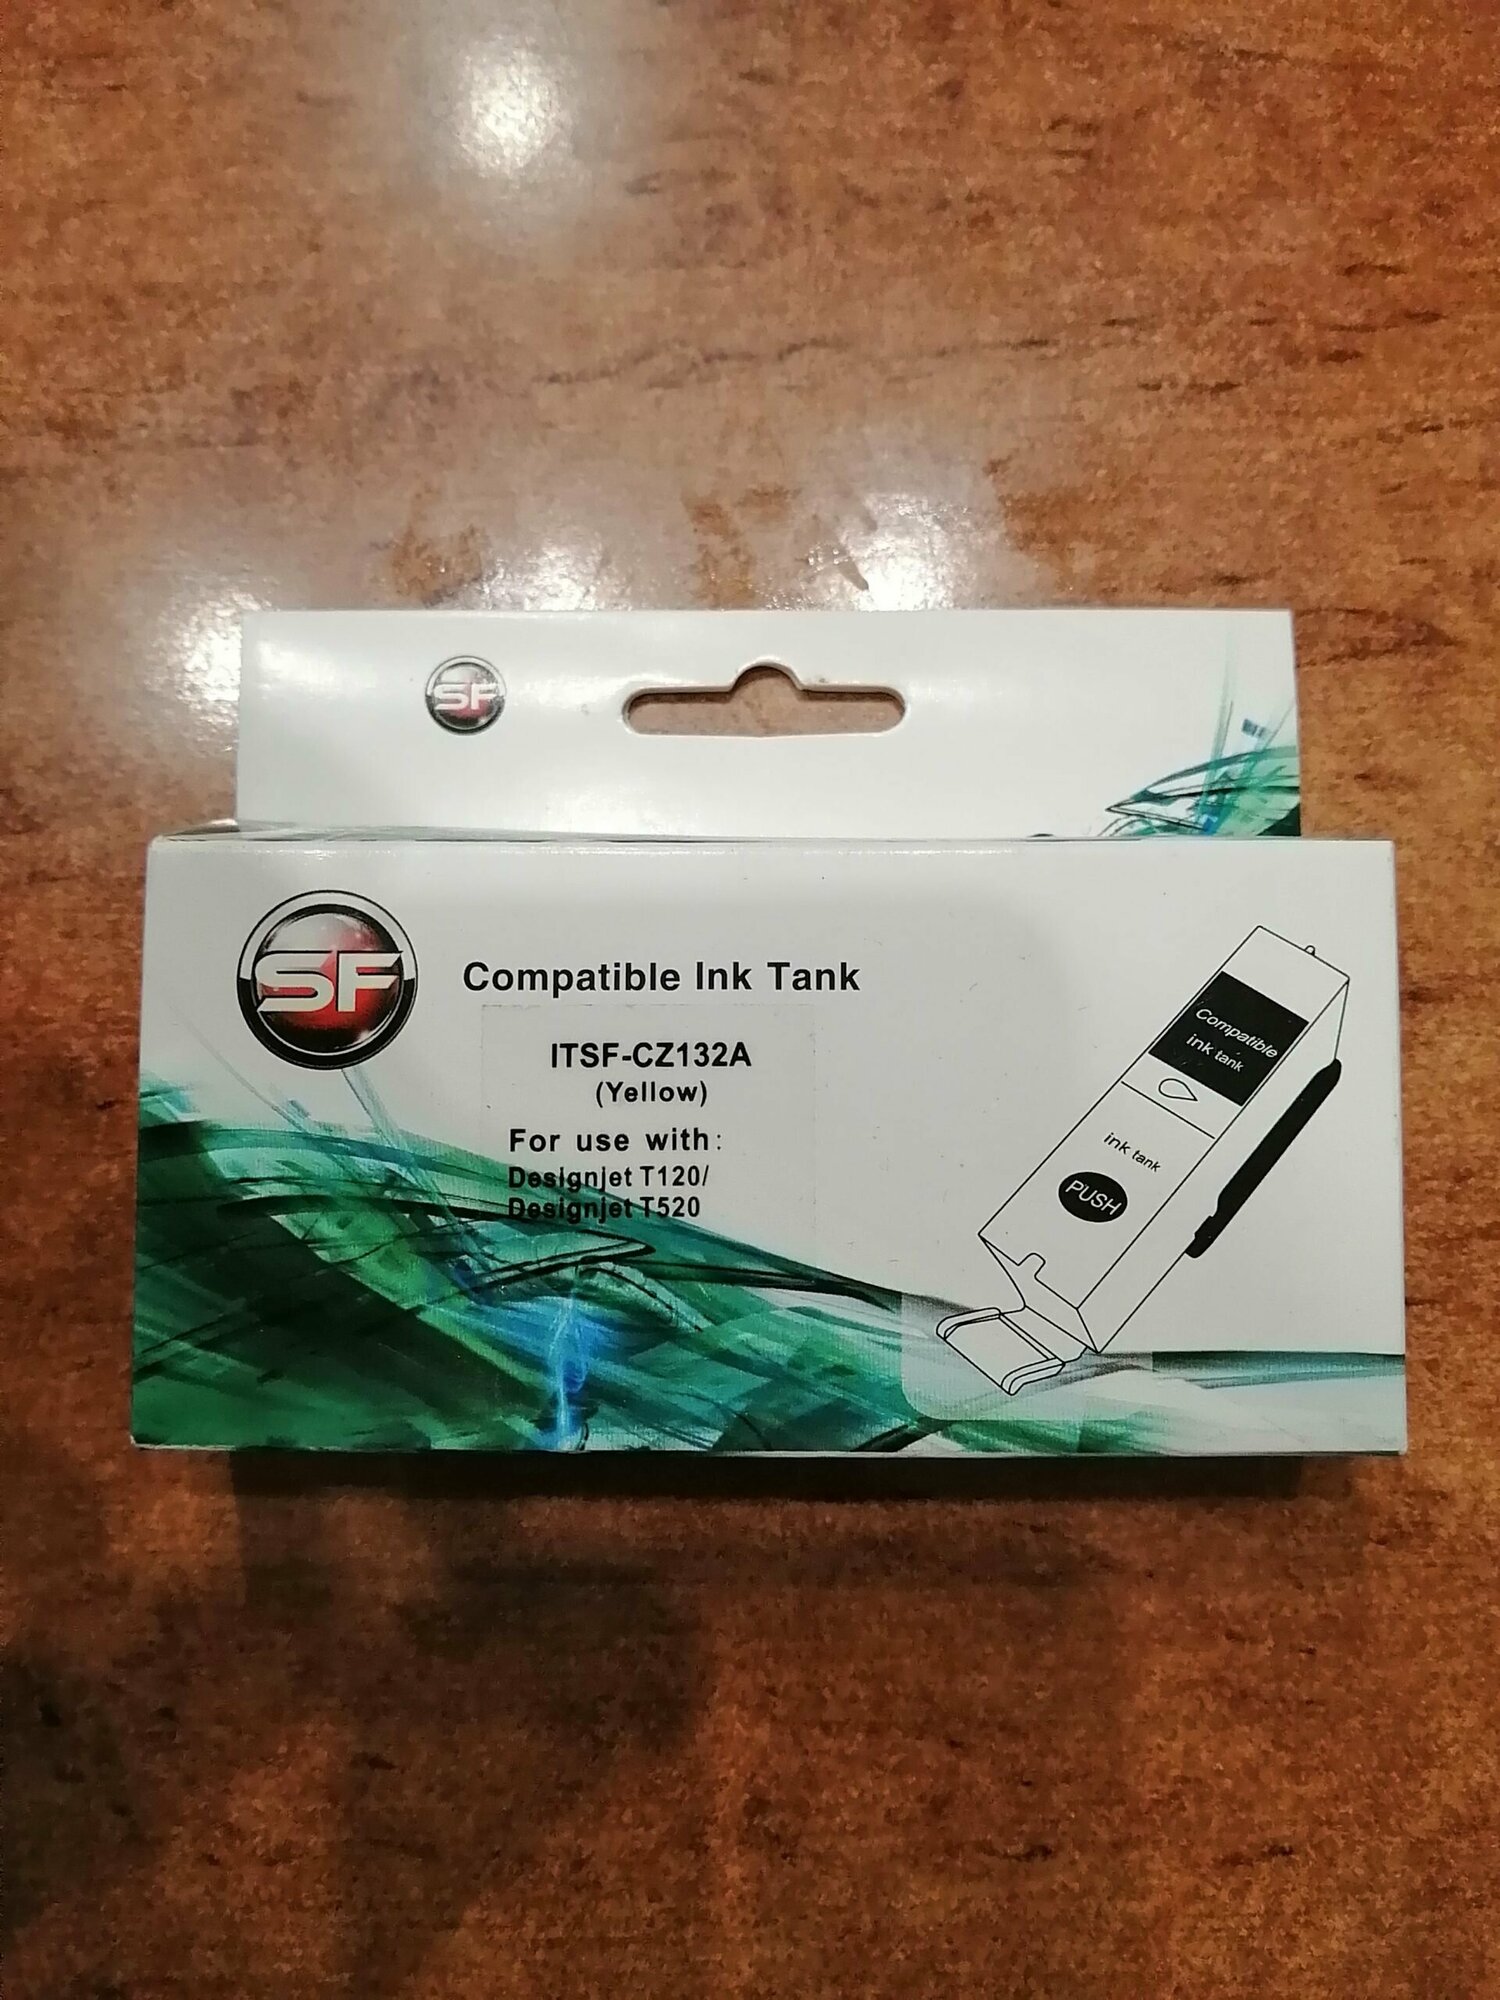 SF
SF
Compatible Ink Tank
ITSF-CZ132A
(Yellow)
For use with:
Designjet T120/
Designjet T520
Compatible
ink tank
ink tank
PUSH